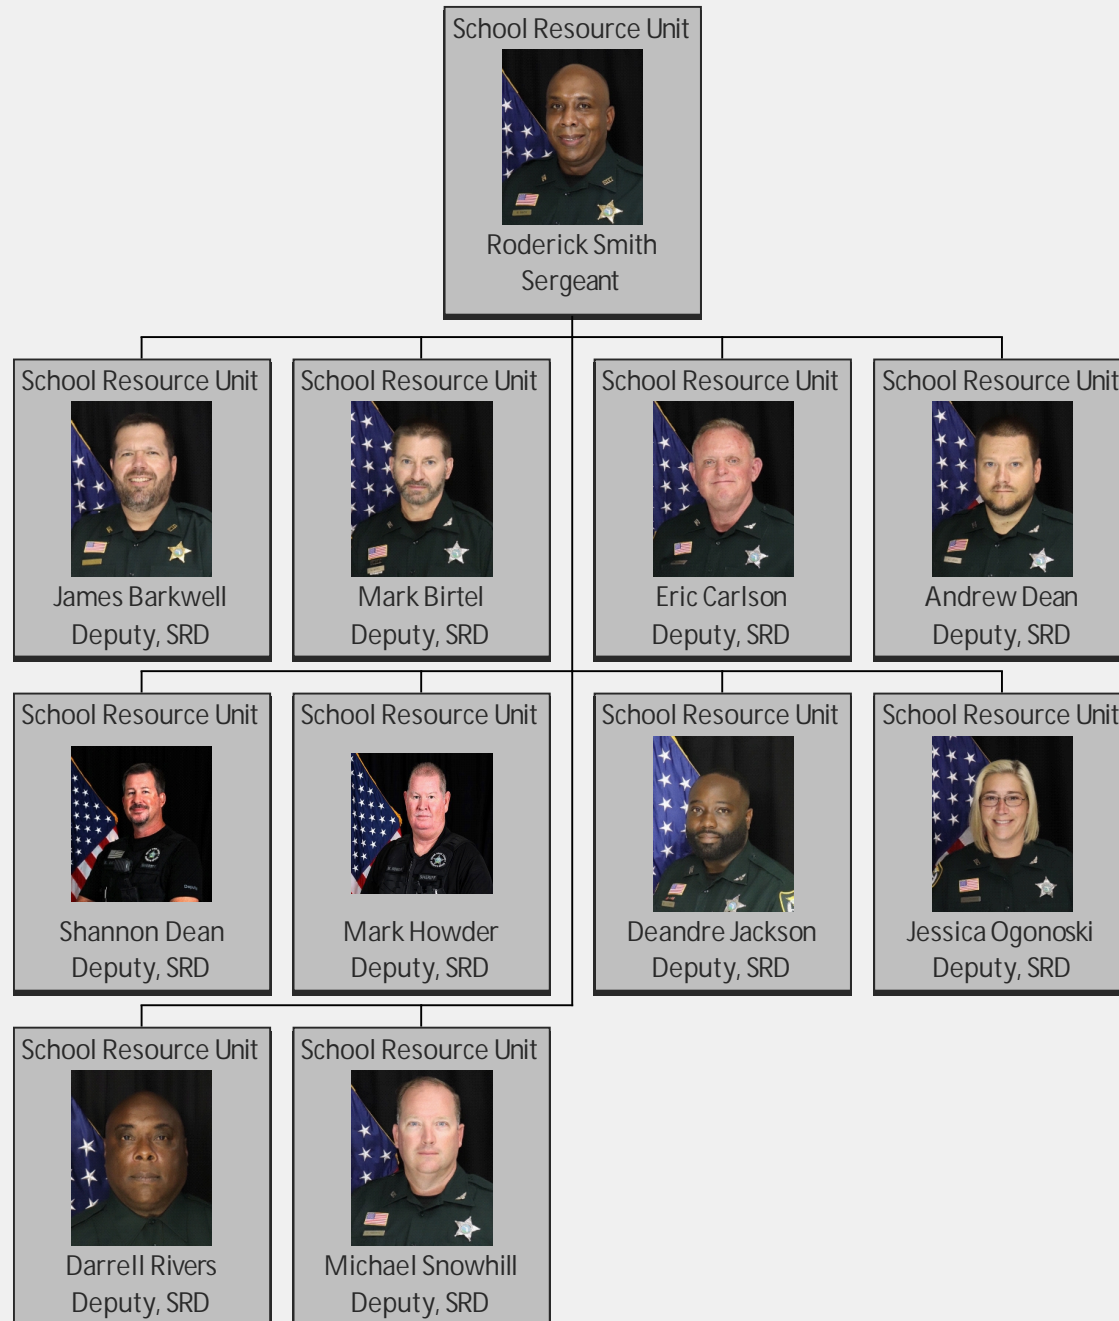 School Resource Unit
Roderick Smith
Sergeant
School Resource Unit
James Barkwell
Deputy, SRD
School Resource Unit
Mark Birtel
Deputy, SRD
School Resource Unit
Eric Carlson
Deputy, SRD
School Resource Unit
Andrew Dean
Deputy, SRD
School Resource Unit
Shannon Dean
Deputy, SRD
School Resource Unit
Mark Howder
Deputy, SRD
School Resource Unit
Deandre Jackson
Deputy, SRD
School Resource Unit
Jessica Ogonoski
Deputy, SRD
School Resource Unit
Darrell Rivers
Deputy, SRD
School Resource Unit
Michael Snowhill
Deputy, SRD